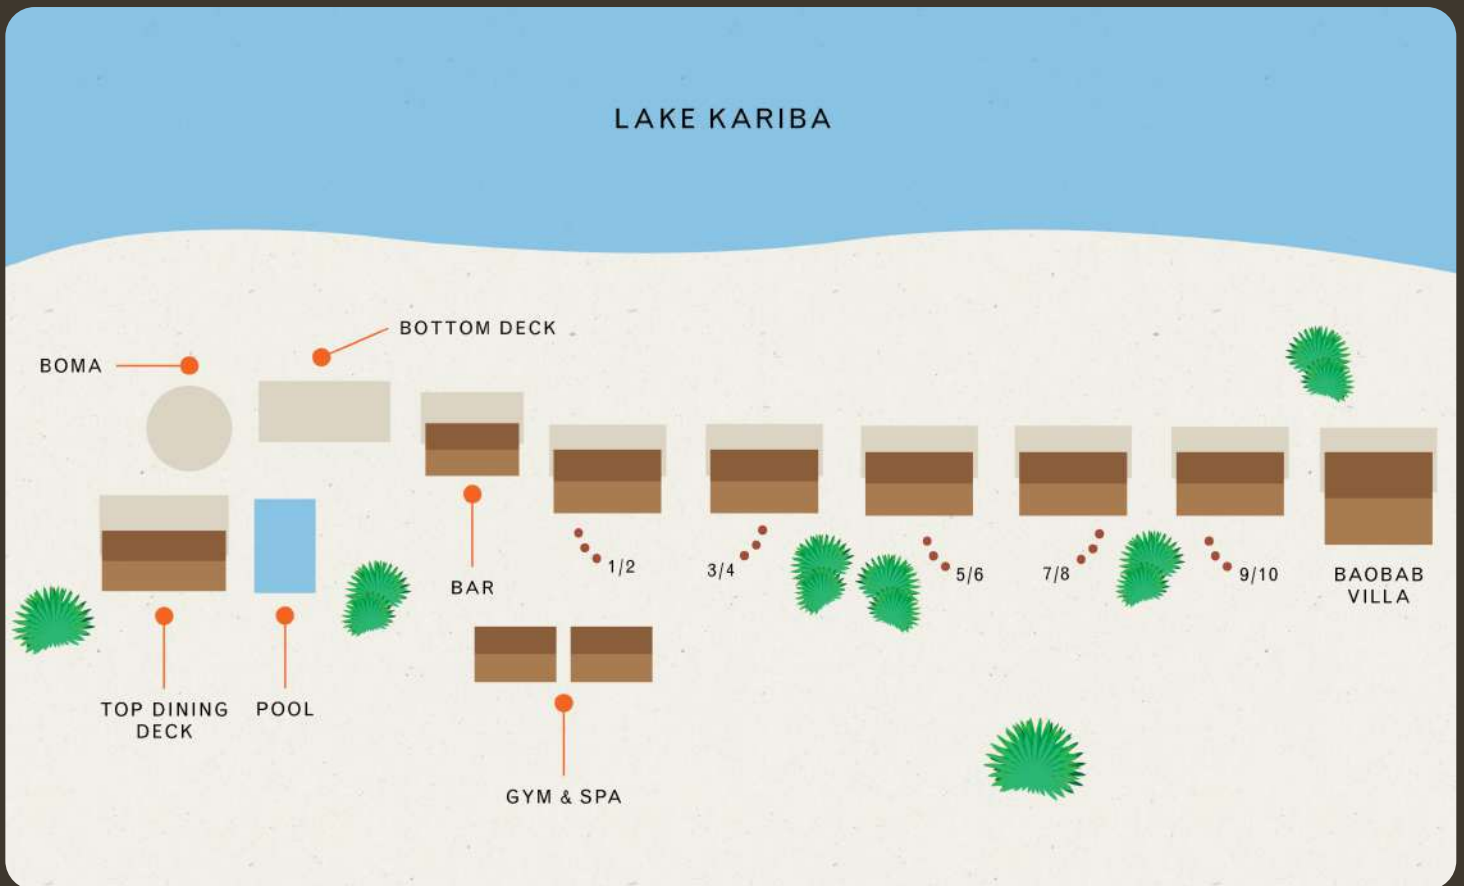 LAKE KARIBA
BOTTOM DECK
BOMA
BAR
1/2
3/4
5/6
7/8
9/10
BAOBAB
VILLA
TOP DINING
DECK
POOL
GYM & SPA